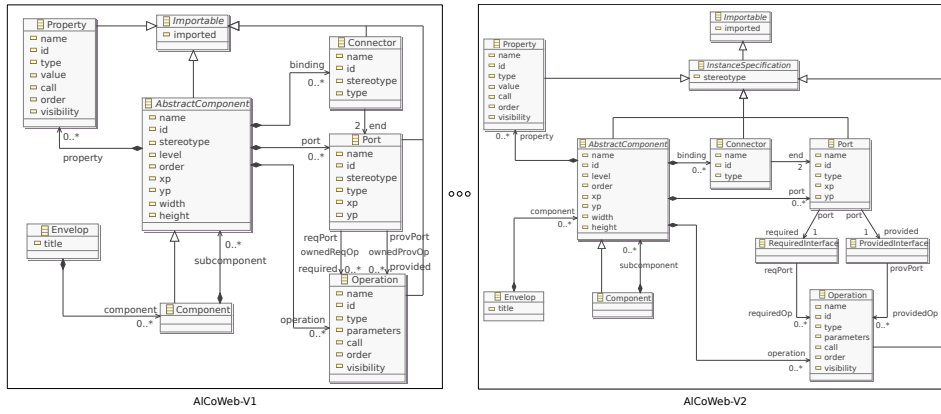 Property
name
id
type
value
call
order
visibility
Importable
imported
Connector
name
id
stereotype
type
binding
0..*
AbstractComponent
name
id
stereotype
level
order
xp
yp
width
height
0..*
property
2
end
port
0..*
Port
name
id
stereotype
type
xp
yp
Envelop
title
0..*
subcomponent
reqPort
provPort
ownedReqOp
ownedProvOp
required
0..*
0..*
provided
component
0..*
Component
operation
0..*
Operation
name
id
type
parameters
call
order
visibility
AlCoWeb-V1
Importable
imported
Property
name
id
type
value
call
order
visibility
InstanceSpecification
stereotype
0..*
property
AbstractComponent
name
id
level
order
xp
yp
width
height
binding
0..*
Connector
name
id
type
end
2
Port
name
id
type
xp
yp
port
0..*
component
0..*
port
port
required
1
1
provided
RequiredInterface
ProvidedInterface
0..*
subcomponent
reqPort
provPort
Envelop
title
Component
Operation
name
id
type
parameters
call
order
visibility
requiredOp
0..*
0..*
providedOp
operation
0..*
AlCoWeb-V2